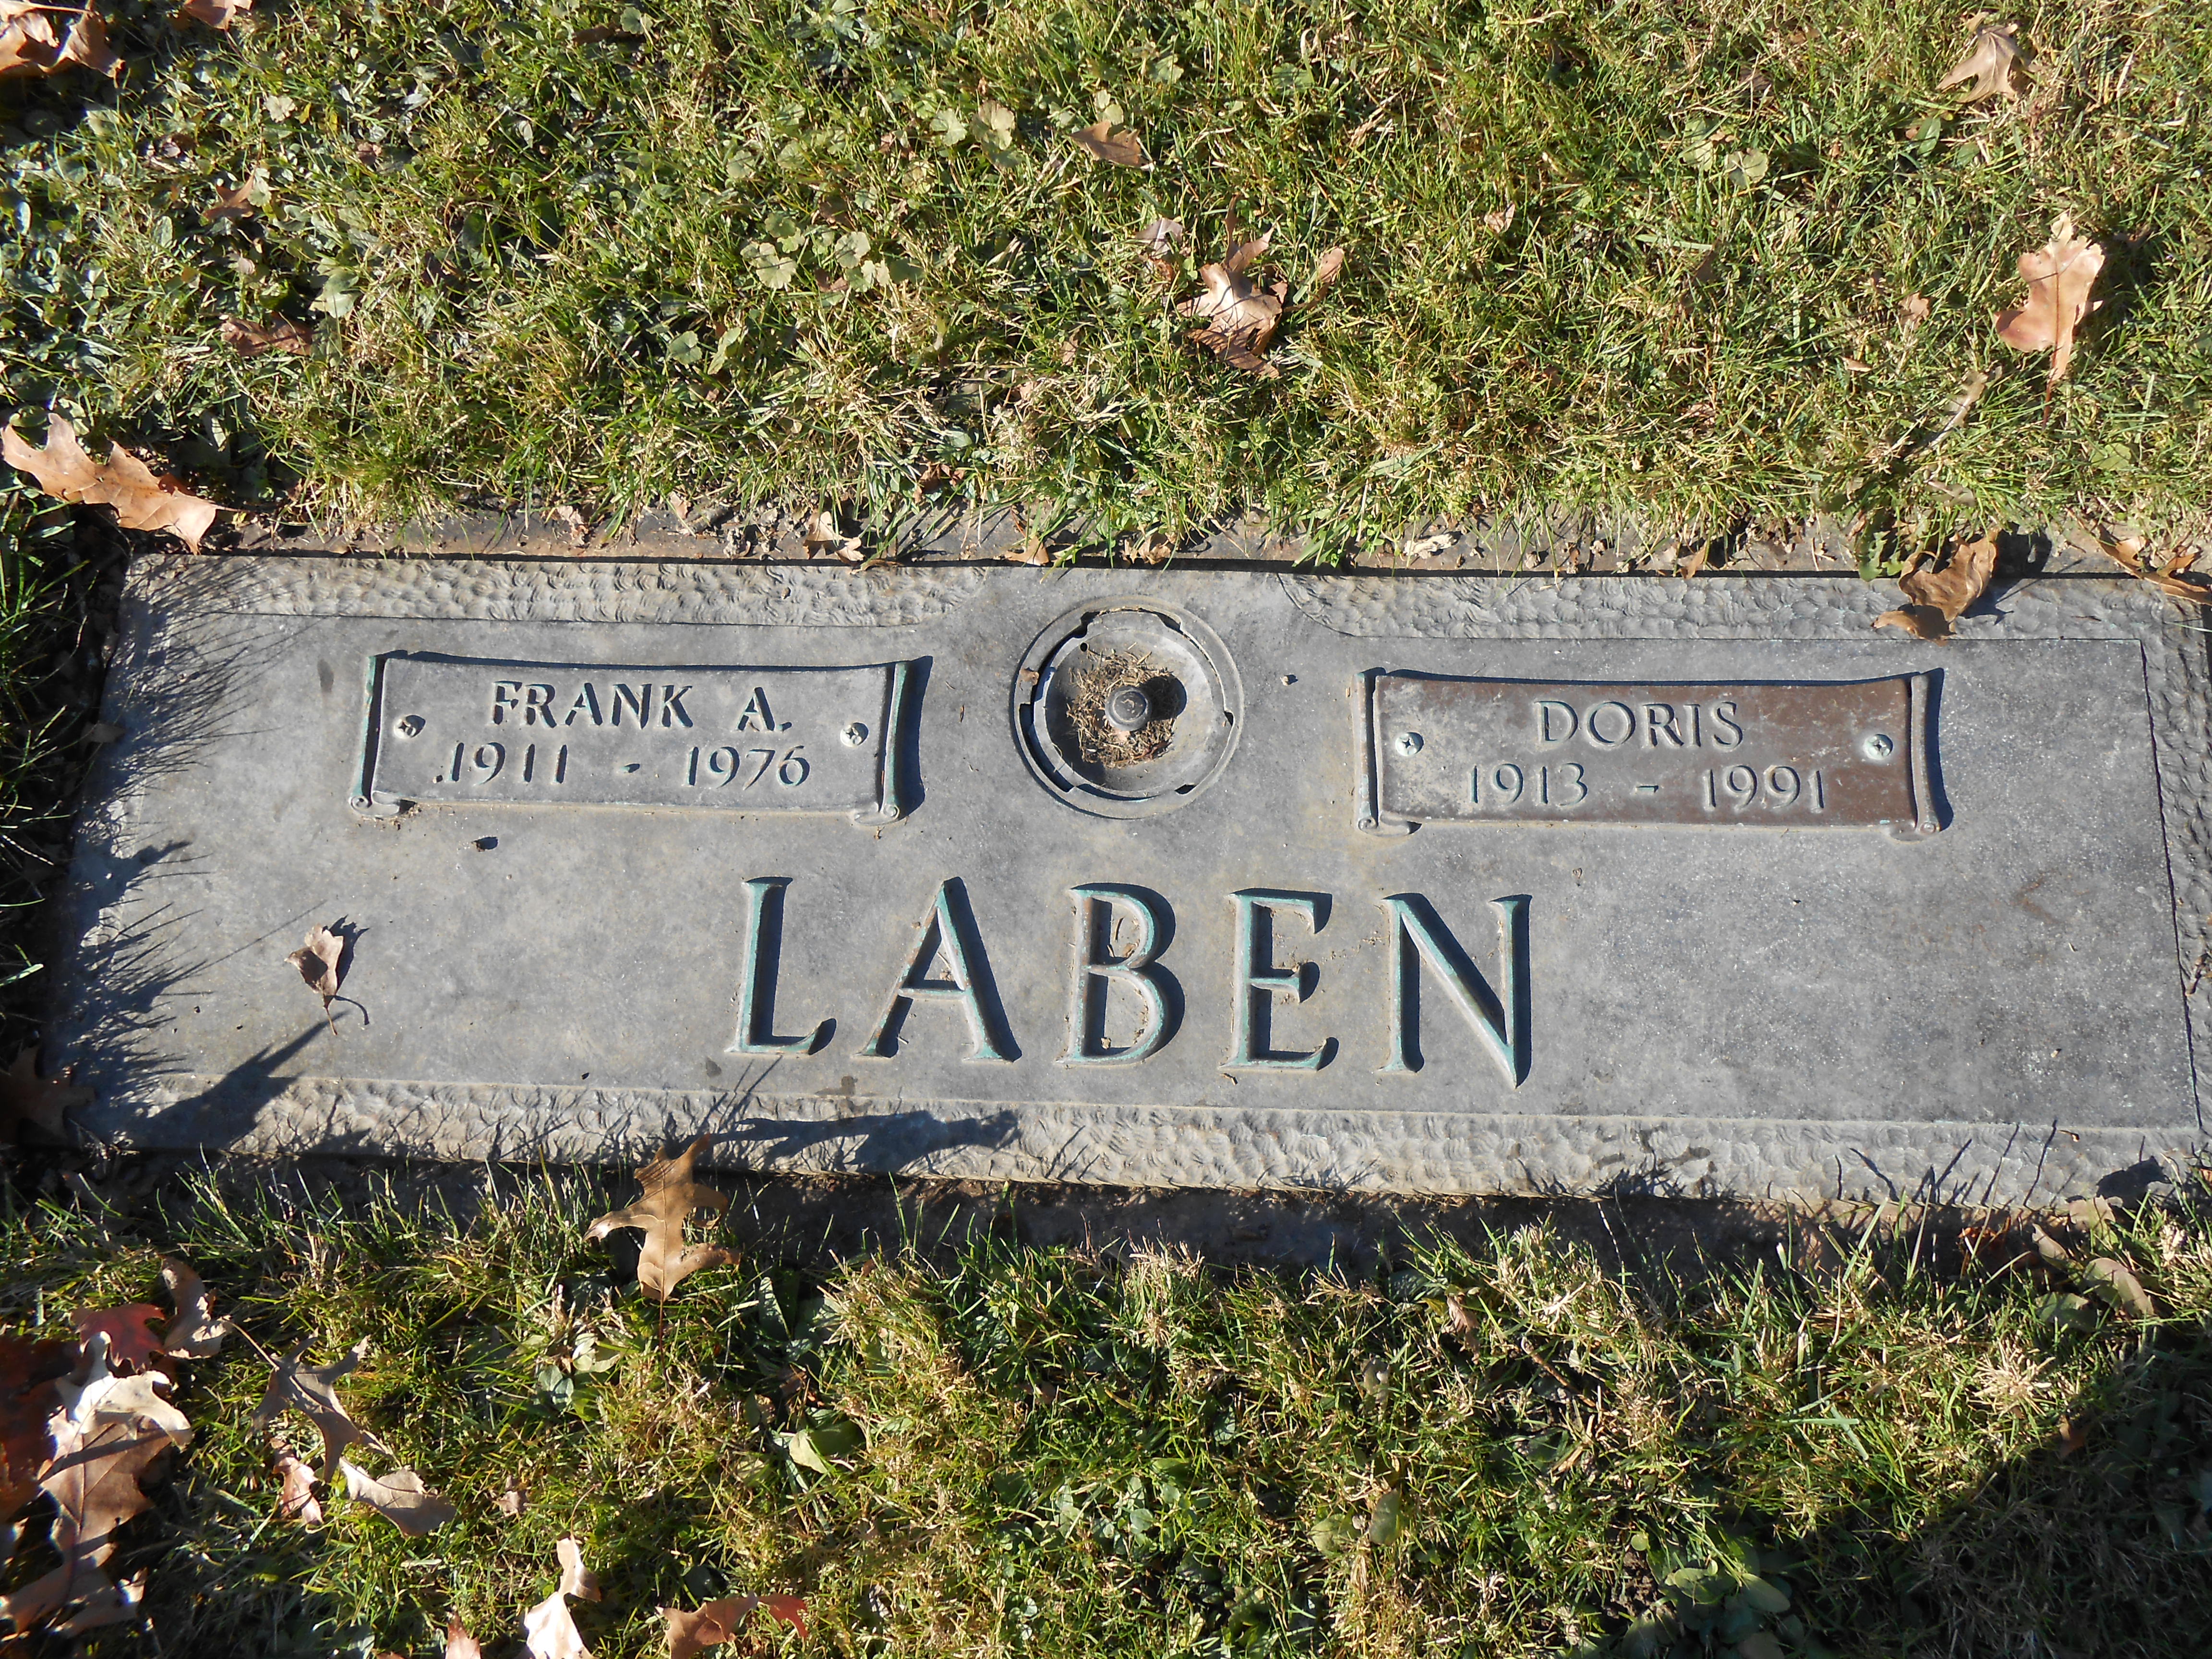 FRANK A.
1911 - 1976
DORIS
1913 - 1991
LABEN